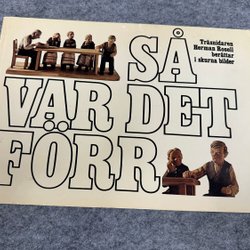 Träsnidaren
Herman Rosell
berättar
i skurna bilder
SÅ
VAR DET
FÖRR